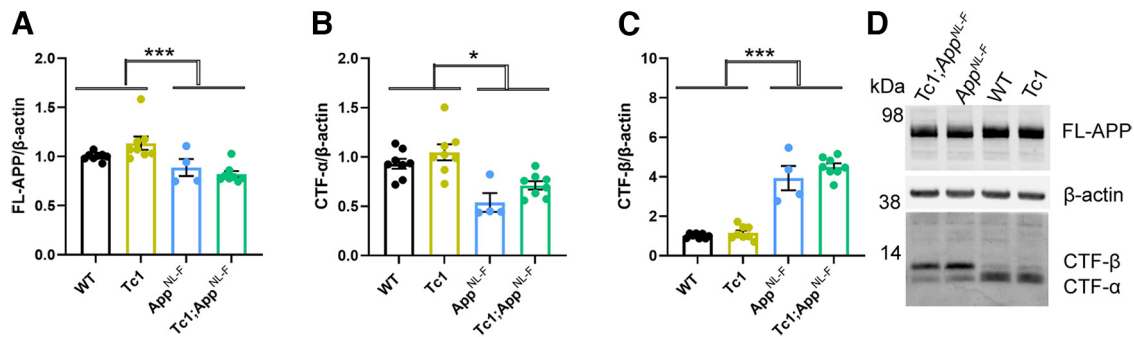 A
FL-APP/β-actin
2.0
1.5
1.0
0.5
0.0
***
WT
Tc1
App^NL-F
Tc1;App^NL-F
B
CTF-α/β-actin
2.0
1.5
1.0
0.5
0.0
*
WT
Tc1
App^NL-F
Tc1;App^NL-F
C
CTF-β/β-actin
10
8
6
4
2
0
***
WT
Tc1
App^NL-F
Tc1;App^NL-F
D
kDa
Tc1;App^NL-F
App^NL-F
WT
Tc1
98
FL-APP
38
β-actin
14
CTF-β
CTF-α